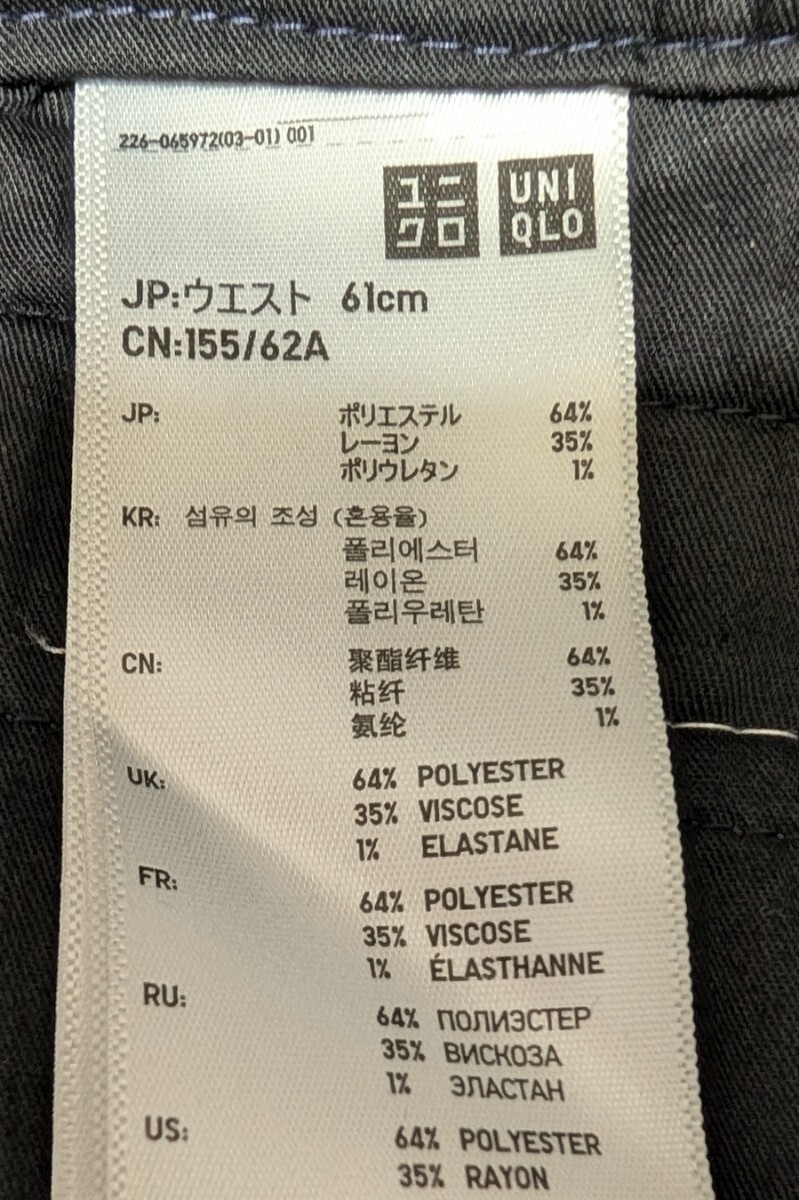 226-065972(03-01) 001
ユニ
クロ
UNI
QLO
JP:ウエスト 61cm
CN:155/62A
JP:
ポリエステル 64%
レーヨン 35%
ポリウレタン 1%
KR: 섬유의 조성 (혼용율)
폴리에스터 64%
레이온 35%
폴리우레탄 1%
CN: 聚酯纤维 64%
粘纤 35%
氨纶 1%
UK: 64% POLYESTER
35% VISCOSE
1% ELASTANE
FR: 64% POLYESTER
35% VISCOSE
1% ÉLASTHANNE
RU: 64% ПОЛИЭСТЕР
35% ВИСКОЗА
1% ЭЛАСТАН
US: 64% POLYESTER
35% RAYON